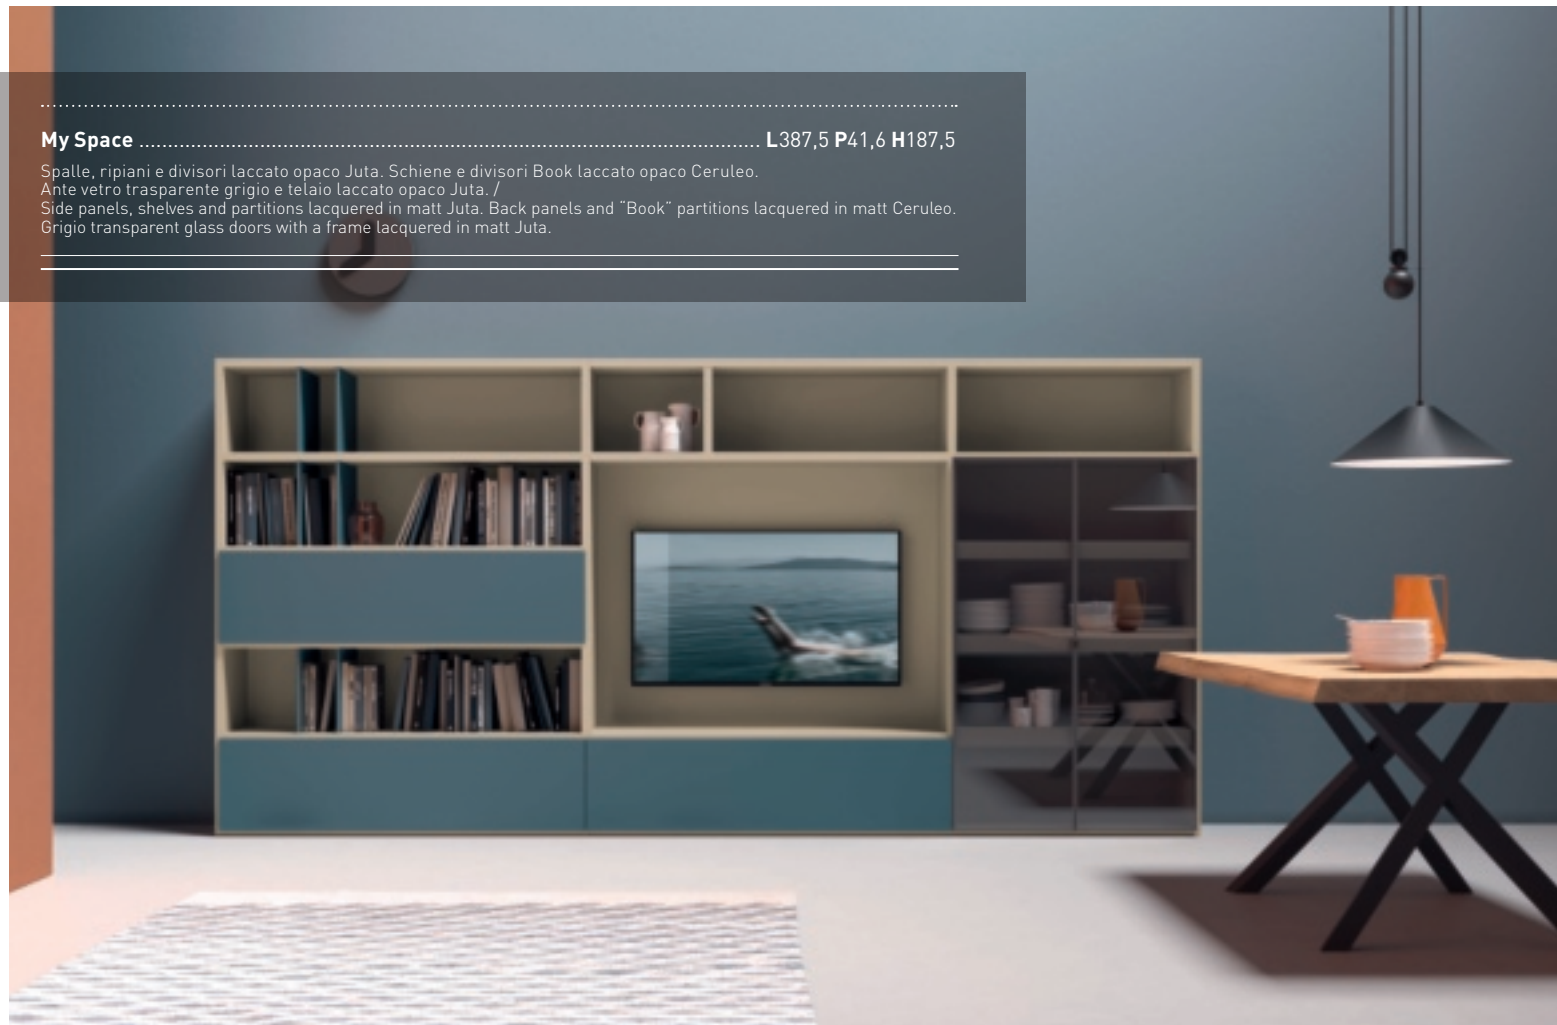 My Space ........................................................................................................ L387,5 P41,6 H187,5
Spalle, ripiani e divisori laccato opaco Juta. Schiene e divisori Book laccato opaco Ceruleo.
Ante vetro trasparente grigio e telaio laccato opaco Juta. /
Side panels, shelves and partitions lacquered in matt Juta. Back panels and “Book” partitions lacquered in matt Ceruleo.
Grigio transparent glass doors with a frame lacquered in matt Juta.